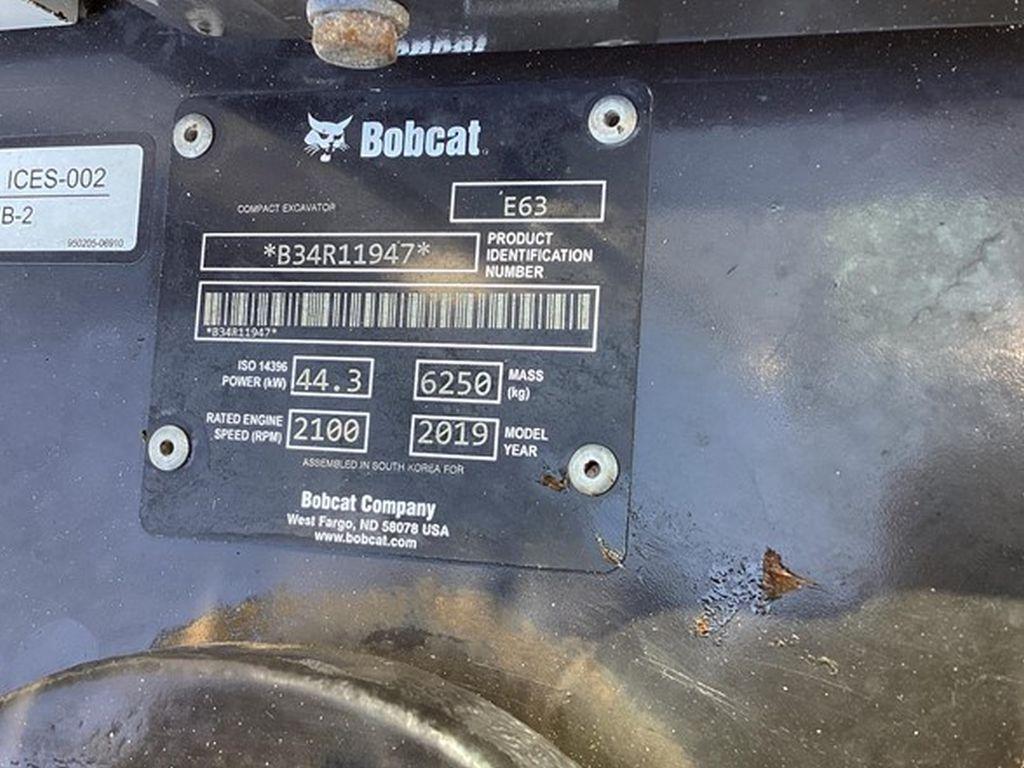 Bobcat
ICES-002
B-2
950205-06910
Bobcat
COMPACT EXCAVATOR
E63
*B34R11947*
PRODUCT
IDENTIFICATION
NUMBER
*B34R11947*
ISO 14396
POWER (kW)
44.3
6250
MASS
(kg)
RATED ENGINE
SPEED (RPM)
2100
2019
MODEL
YEAR
ASSEMBLED IN SOUTH KOREA FOR
Bobcat Company
West Fargo, ND 58078 USA
www.bobcat.com